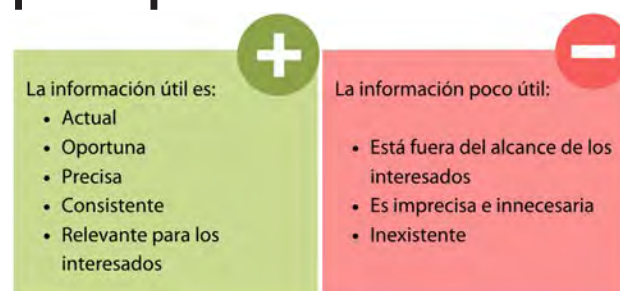 La información útil es:
• Actual
• Oportuna
• Precisa
• Consistente
• Relevante para los
interesados
La información poco útil:
• Está fuera del alcance de los
interesados
• Es imprecisa e innecesaria
• Inexistente